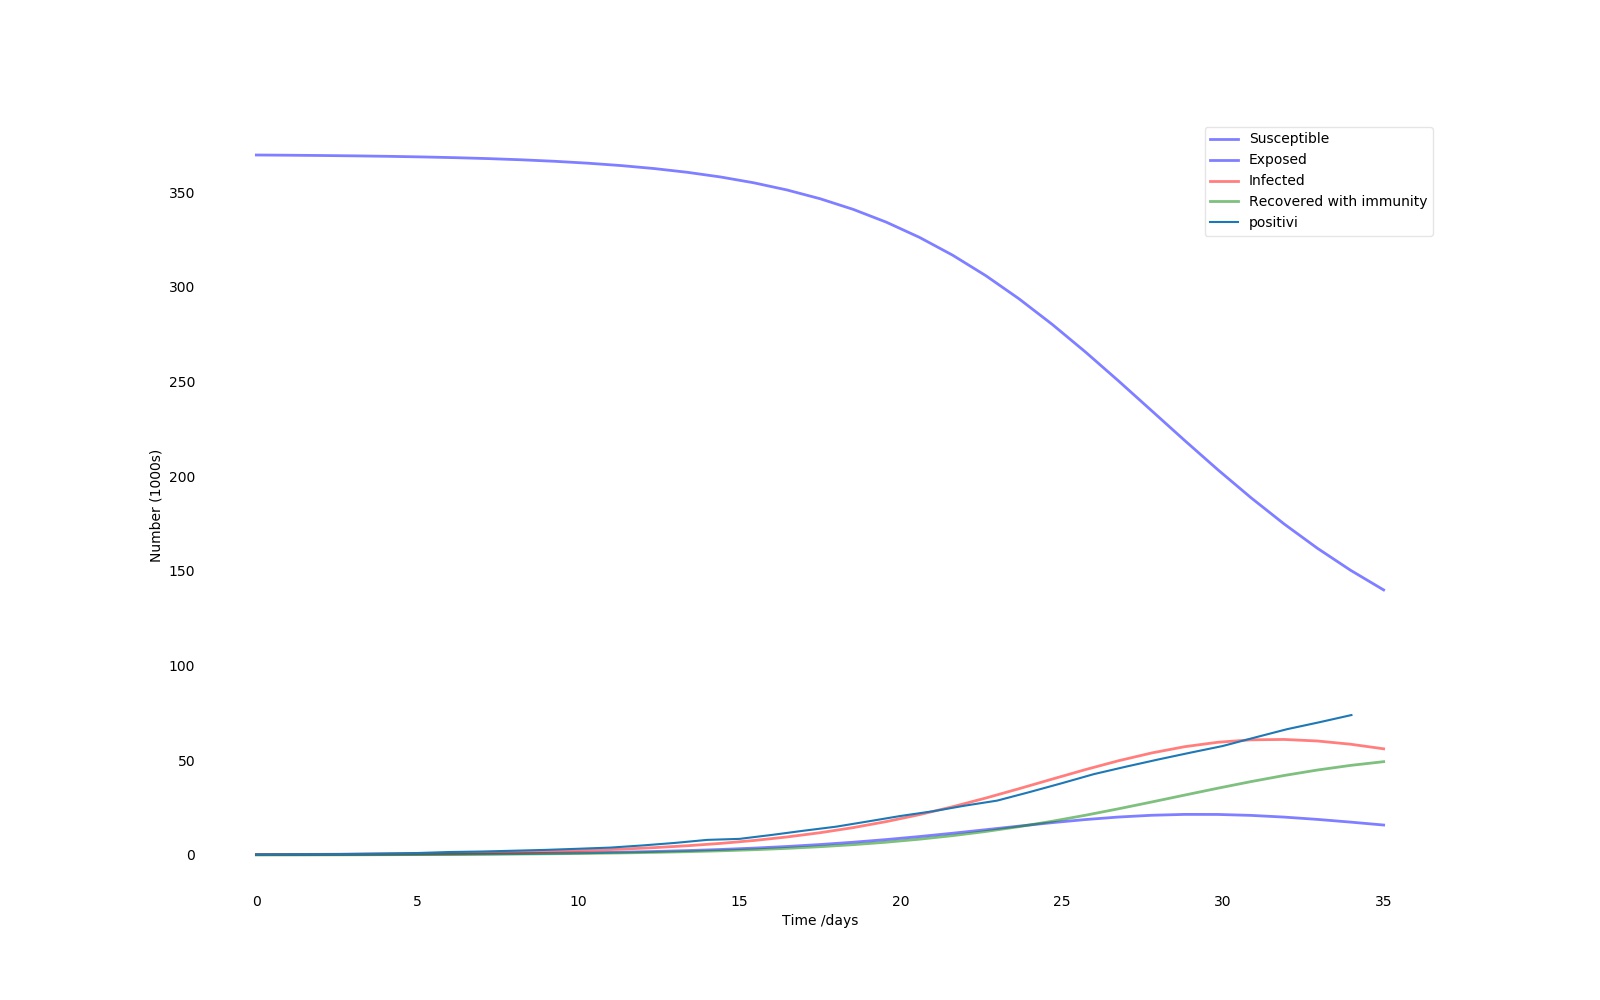 Susceptible
Exposed
Infected
Recovered with immunity
positivi
350
300
250
200
150
100
50
0
Number (1000s)
0 5 10 15 20 25 30 35
Time /days